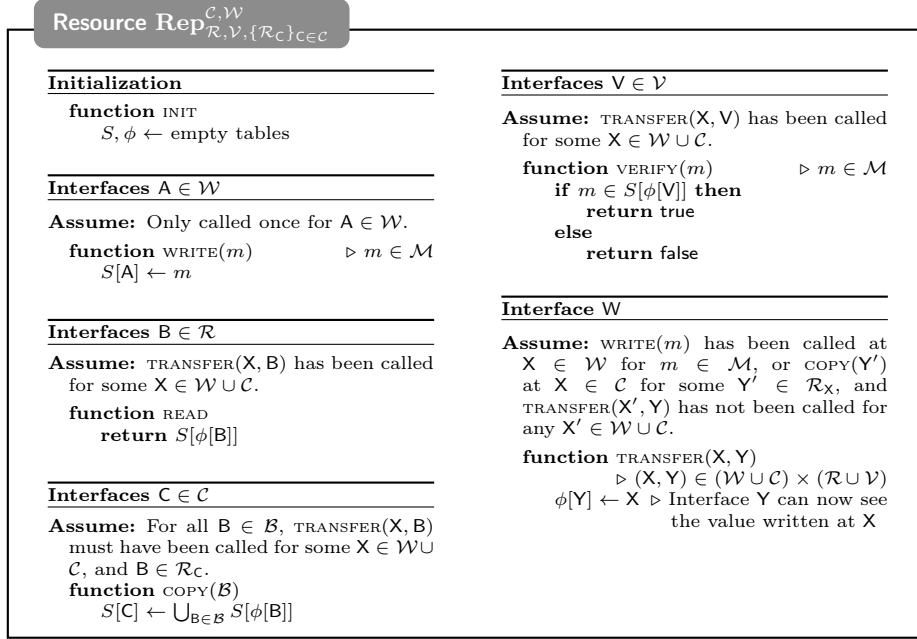 Resource Rep^{C,W}_{R,V,{R_C}_{C∈C}}
Initialization
function INIT
S, ϕ ← empty tables
Interfaces A ∈ W
Assume: Only called once for A ∈ W.
function WRITE(m) ▷ m ∈ M
S[A] ← m
Interfaces B ∈ R
Assume: TRANSFER(X, B) has been called
for some X ∈ W ∪ C.
function READ
return S[ϕ[B]]
Interfaces C ∈ C
Assume: For all B ∈ B, TRANSFER(X, B)
must have been called for some X ∈ W∪
C, and B ∈ R_C.
function COPY(B)
S[C] ← ⋃_{B∈B} S[ϕ[B]]
Interfaces V ∈ V
Assume: TRANSFER(X, V) has been called
for some X ∈ W ∪ C.
function VERIFY(m) ▷ m ∈ M
if m ∈ S[ϕ[V]] then
return true
else
return false
Interface W
Assume: WRITE(m) has been called at
X ∈ W for m ∈ M, or COPY(Y′)
at X ∈ C for some Y′ ∈ R_X, and
TRANSFER(X′, Y) has not been called for
any X′ ∈ W ∪ C.
function TRANSFER(X, Y)
▷ (X, Y) ∈ (W ∪ C) × (R ∪ V)
ϕ[Y] ← X ▷ Interface Y can now see
the value written at X